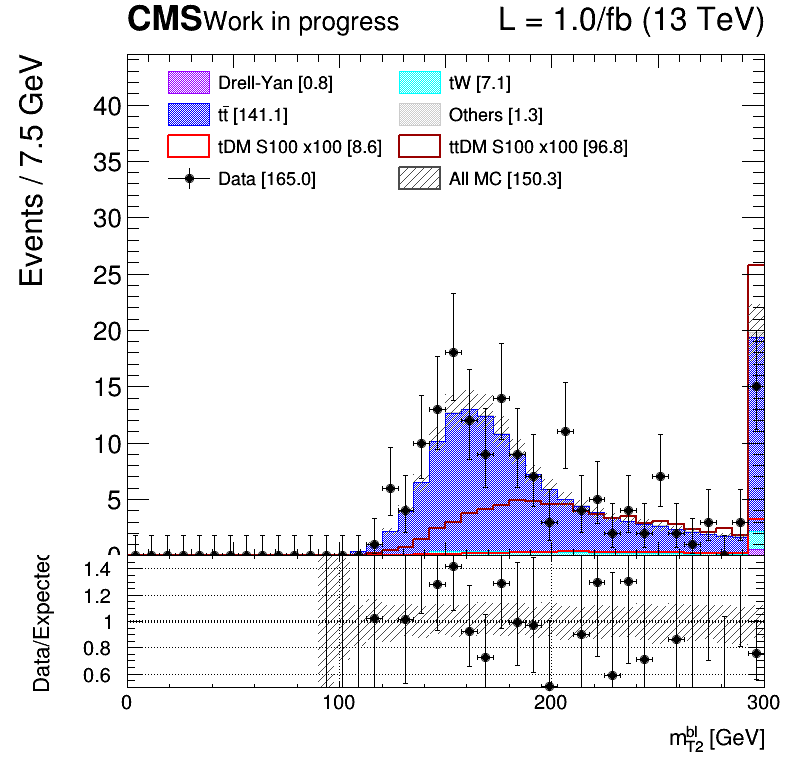 CMS Work in progress L = 1.0/fb (13 TeV)
Events / 7.5 GeV
Drell-Yan [0.8] tW [7.1]
tt̄ [141.1] Others [1.3]
tDM S100 x100 [8.6] ttDM S100 x100 [96.8]
Data [165.0] All MC [150.3]
40
35
30
25
20
15
10
5
0
Data/Expected
1.4
1.2
1
0.8
0.6
0 100 200 300
m_{T2}^{bl} [GeV]